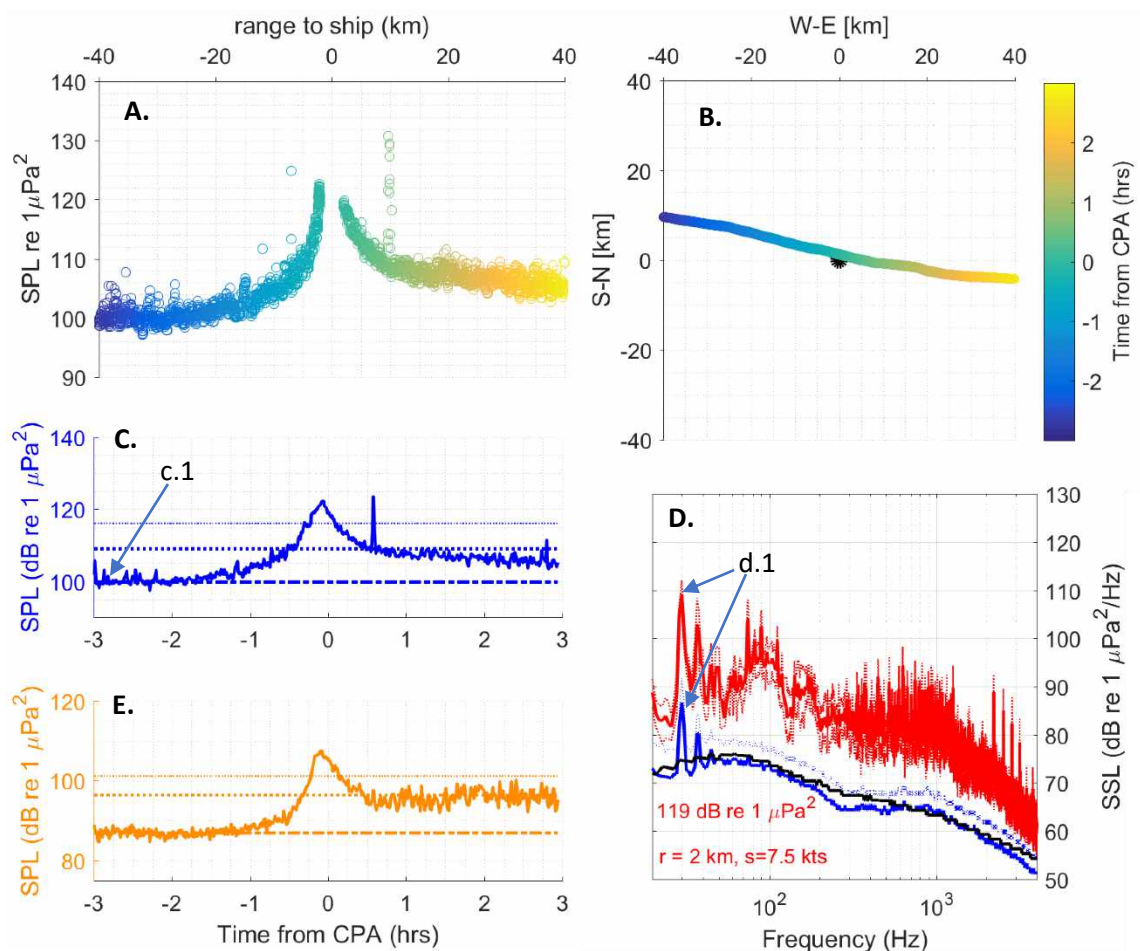 range to ship (km)
-40 -20 0 20 40
140
130
120
110
100
90
SPL re 1μPa²
A.
W-E [km]
-40 -20 0 20 40
40
20
0
-20
-40
S-N [km]
B.
2
1
0
-1
-2
Time from CPA (hrs)
C.
c.1
140
120
100
SPL (dB re 1 μPa²)
-3 -2 -1 0 1 2 3
E.
120
100
80
SPL (dB re 1 μPa²)
-3 -2 -1 0 1 2 3
Time from CPA (hrs)
D.
d.1
130
120
110
100
90
80
70
60
50
SSL (dB re 1 μPa²/Hz)
119 dB re 1 μPa²
r = 2 km, s=7.5 kts
10² 10³
Frequency (Hz)